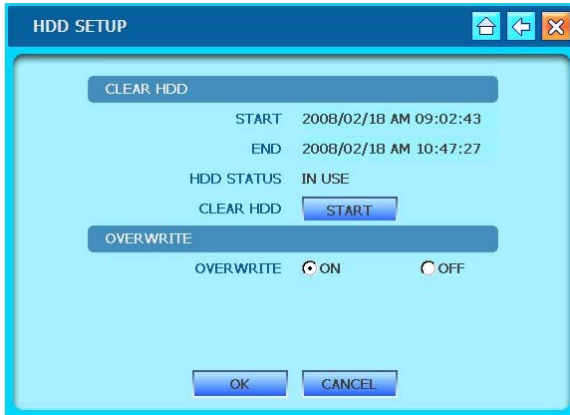 HDD SETUP
CLEAR HDD
START 2008/02/18 AM 09:02:43
END 2008/02/18 AM 10:47:27
HDD STATUS IN USE
CLEAR HDD START
OVERWRITE
OVERWRITE ON OFF
OK CANCEL